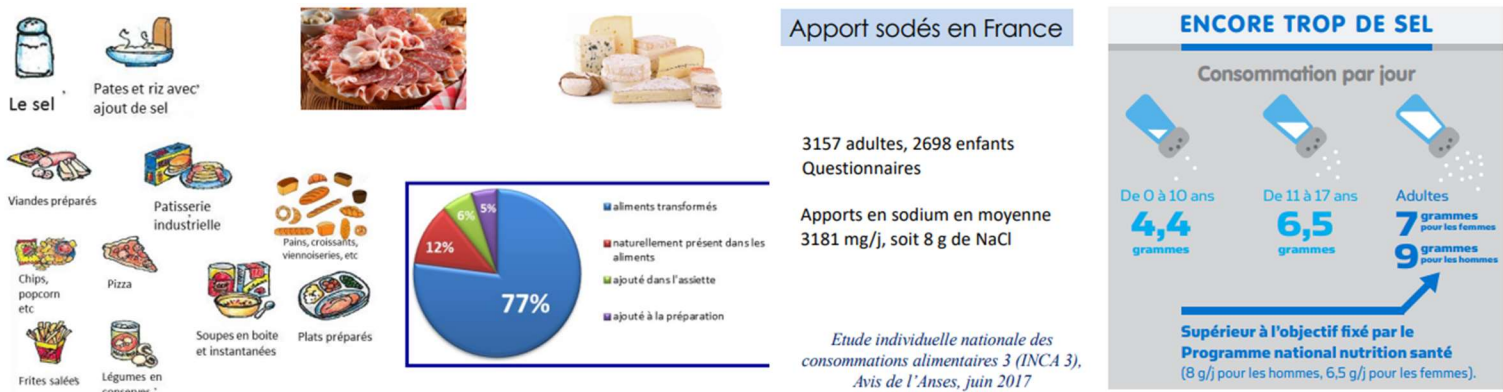 Le sel
Pates et riz avec
ajout de sel
Viandes préparés
Patisserie
industrielle
Pains, croissants,
viennoiseries, etc
Chips,
popcorn
etc
Pizza
Soupes en boite
et instantanées
Plats préparés
Frites salées
Légumes en
conserves
77%
12%
6%
5%
aliments transformés
naturellement présent dans les
aliments
ajouté dans l'assiette
ajouté à la préparation
Apport sodés en France
3157 adultes, 2698 enfants
Questionnaires
Apports en sodium en moyenne
3181 mg/j, soit 8 g de NaCl
Etude individuelle nationale des
consommations alimentaires 3 (INCA 3),
Avis de l'Anses, juin 2017
ENCORE TROP DE SEL
Consommation par jour
De 0 à 10 ans
4,4
grammes
De 11 à 17 ans
6,5
grammes
Adultes
7 grammes
pour les femmes
9 grammes
pour les hommes
Supérieur à l'objectif fixé par le
Programme national nutrition santé
(8 g/j pour les hommes, 6,5 g/j pour les femmes).